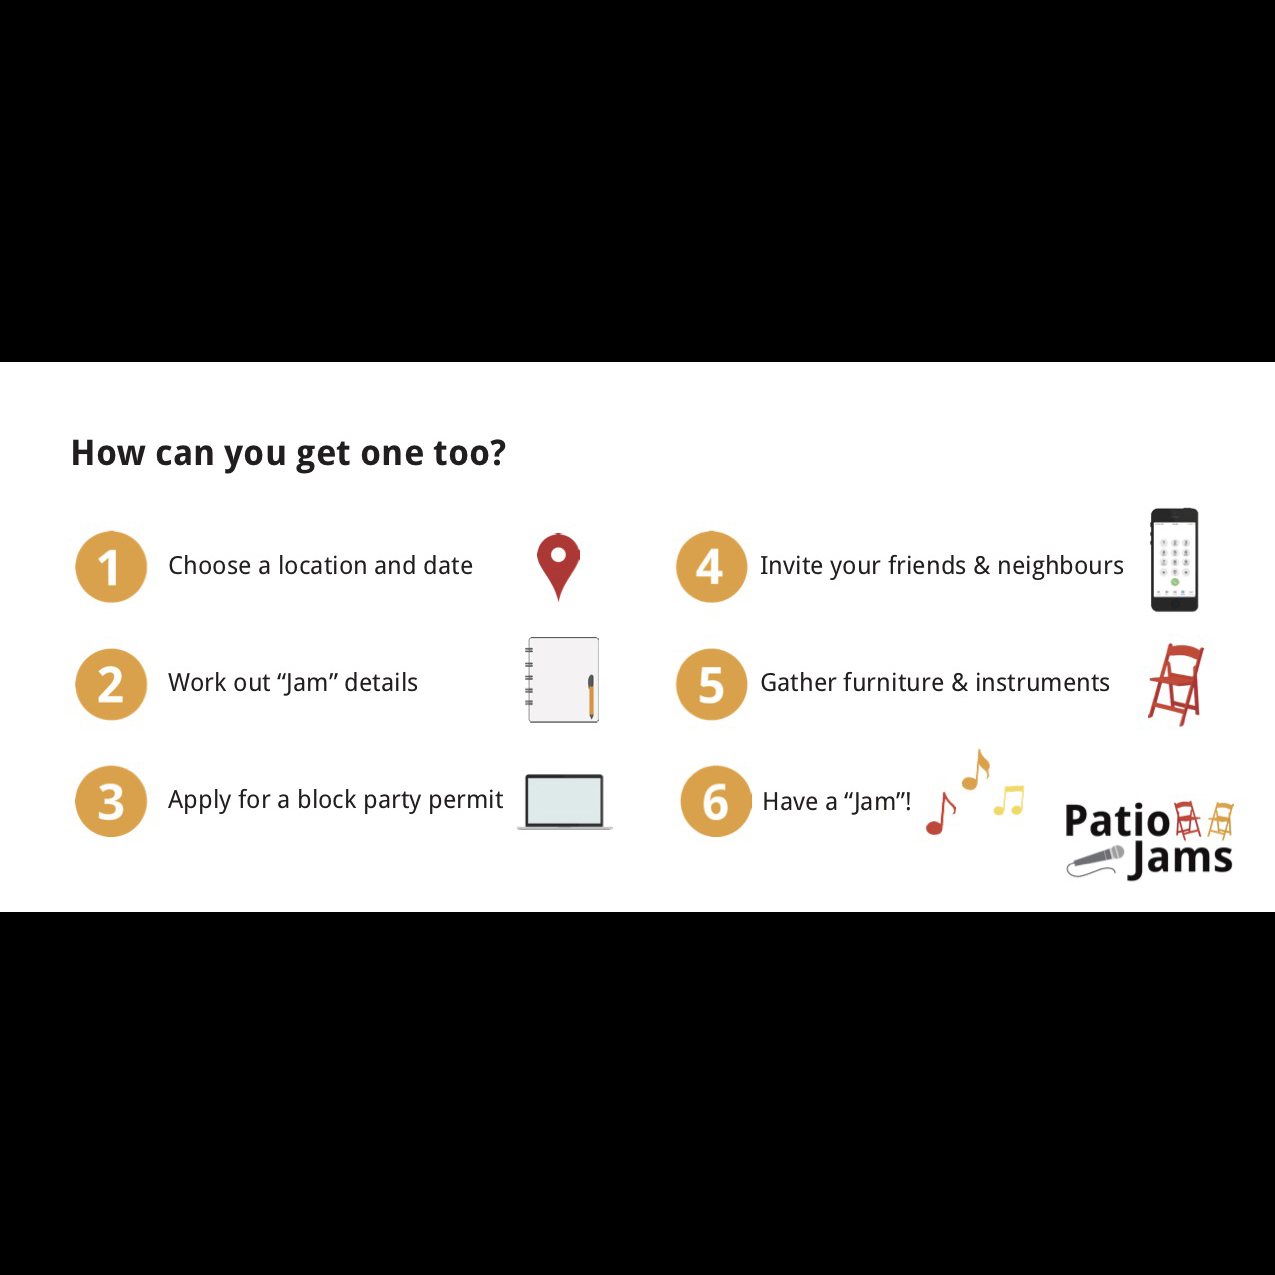 How can you get one too?
1 Choose a location and date
2 Work out “Jam” details
3 Apply for a block party permit
4 Invite your friends & neighbours
5 Gather furniture & instruments
6 Have a “Jam”!
Patio
Jams